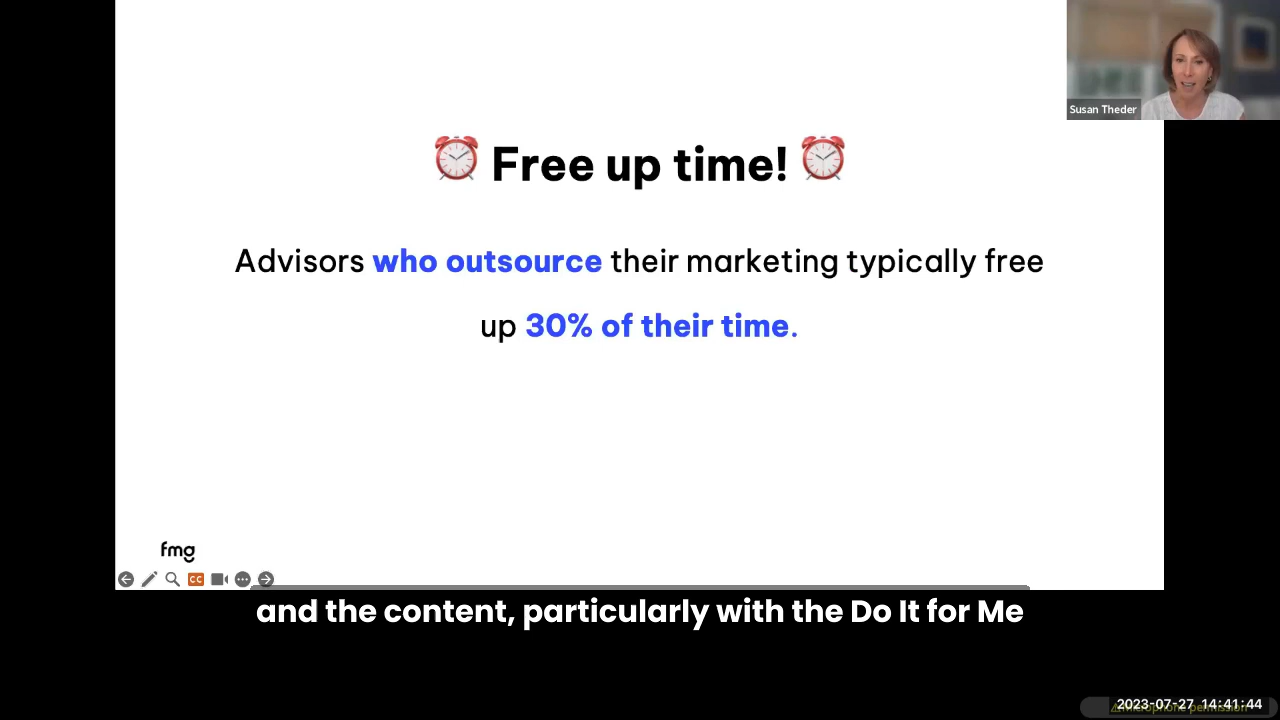 Susan Theder
⏰ Free up time! ⏰
Advisors who outsource their marketing typically free
up 30% of their time.
fmg
CC
and the content, particularly with the Do It for Me
2023-07-27 14:41:44